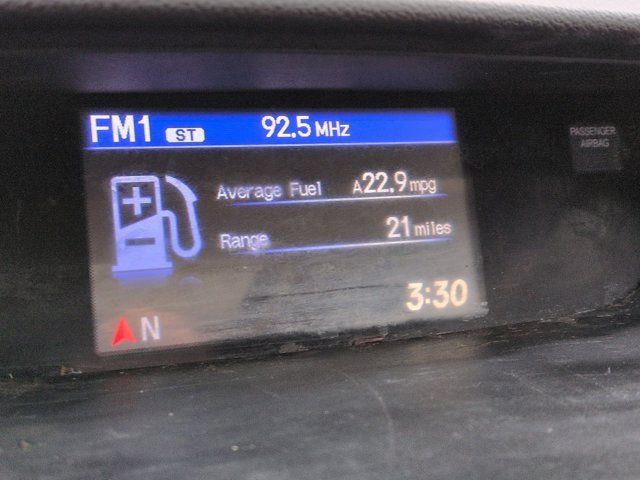 FM1 ST 92.5 MHz
PASSENGER
AIRBAG
Average Fuel A22.9 mpg
Range 21 miles
3:30
N